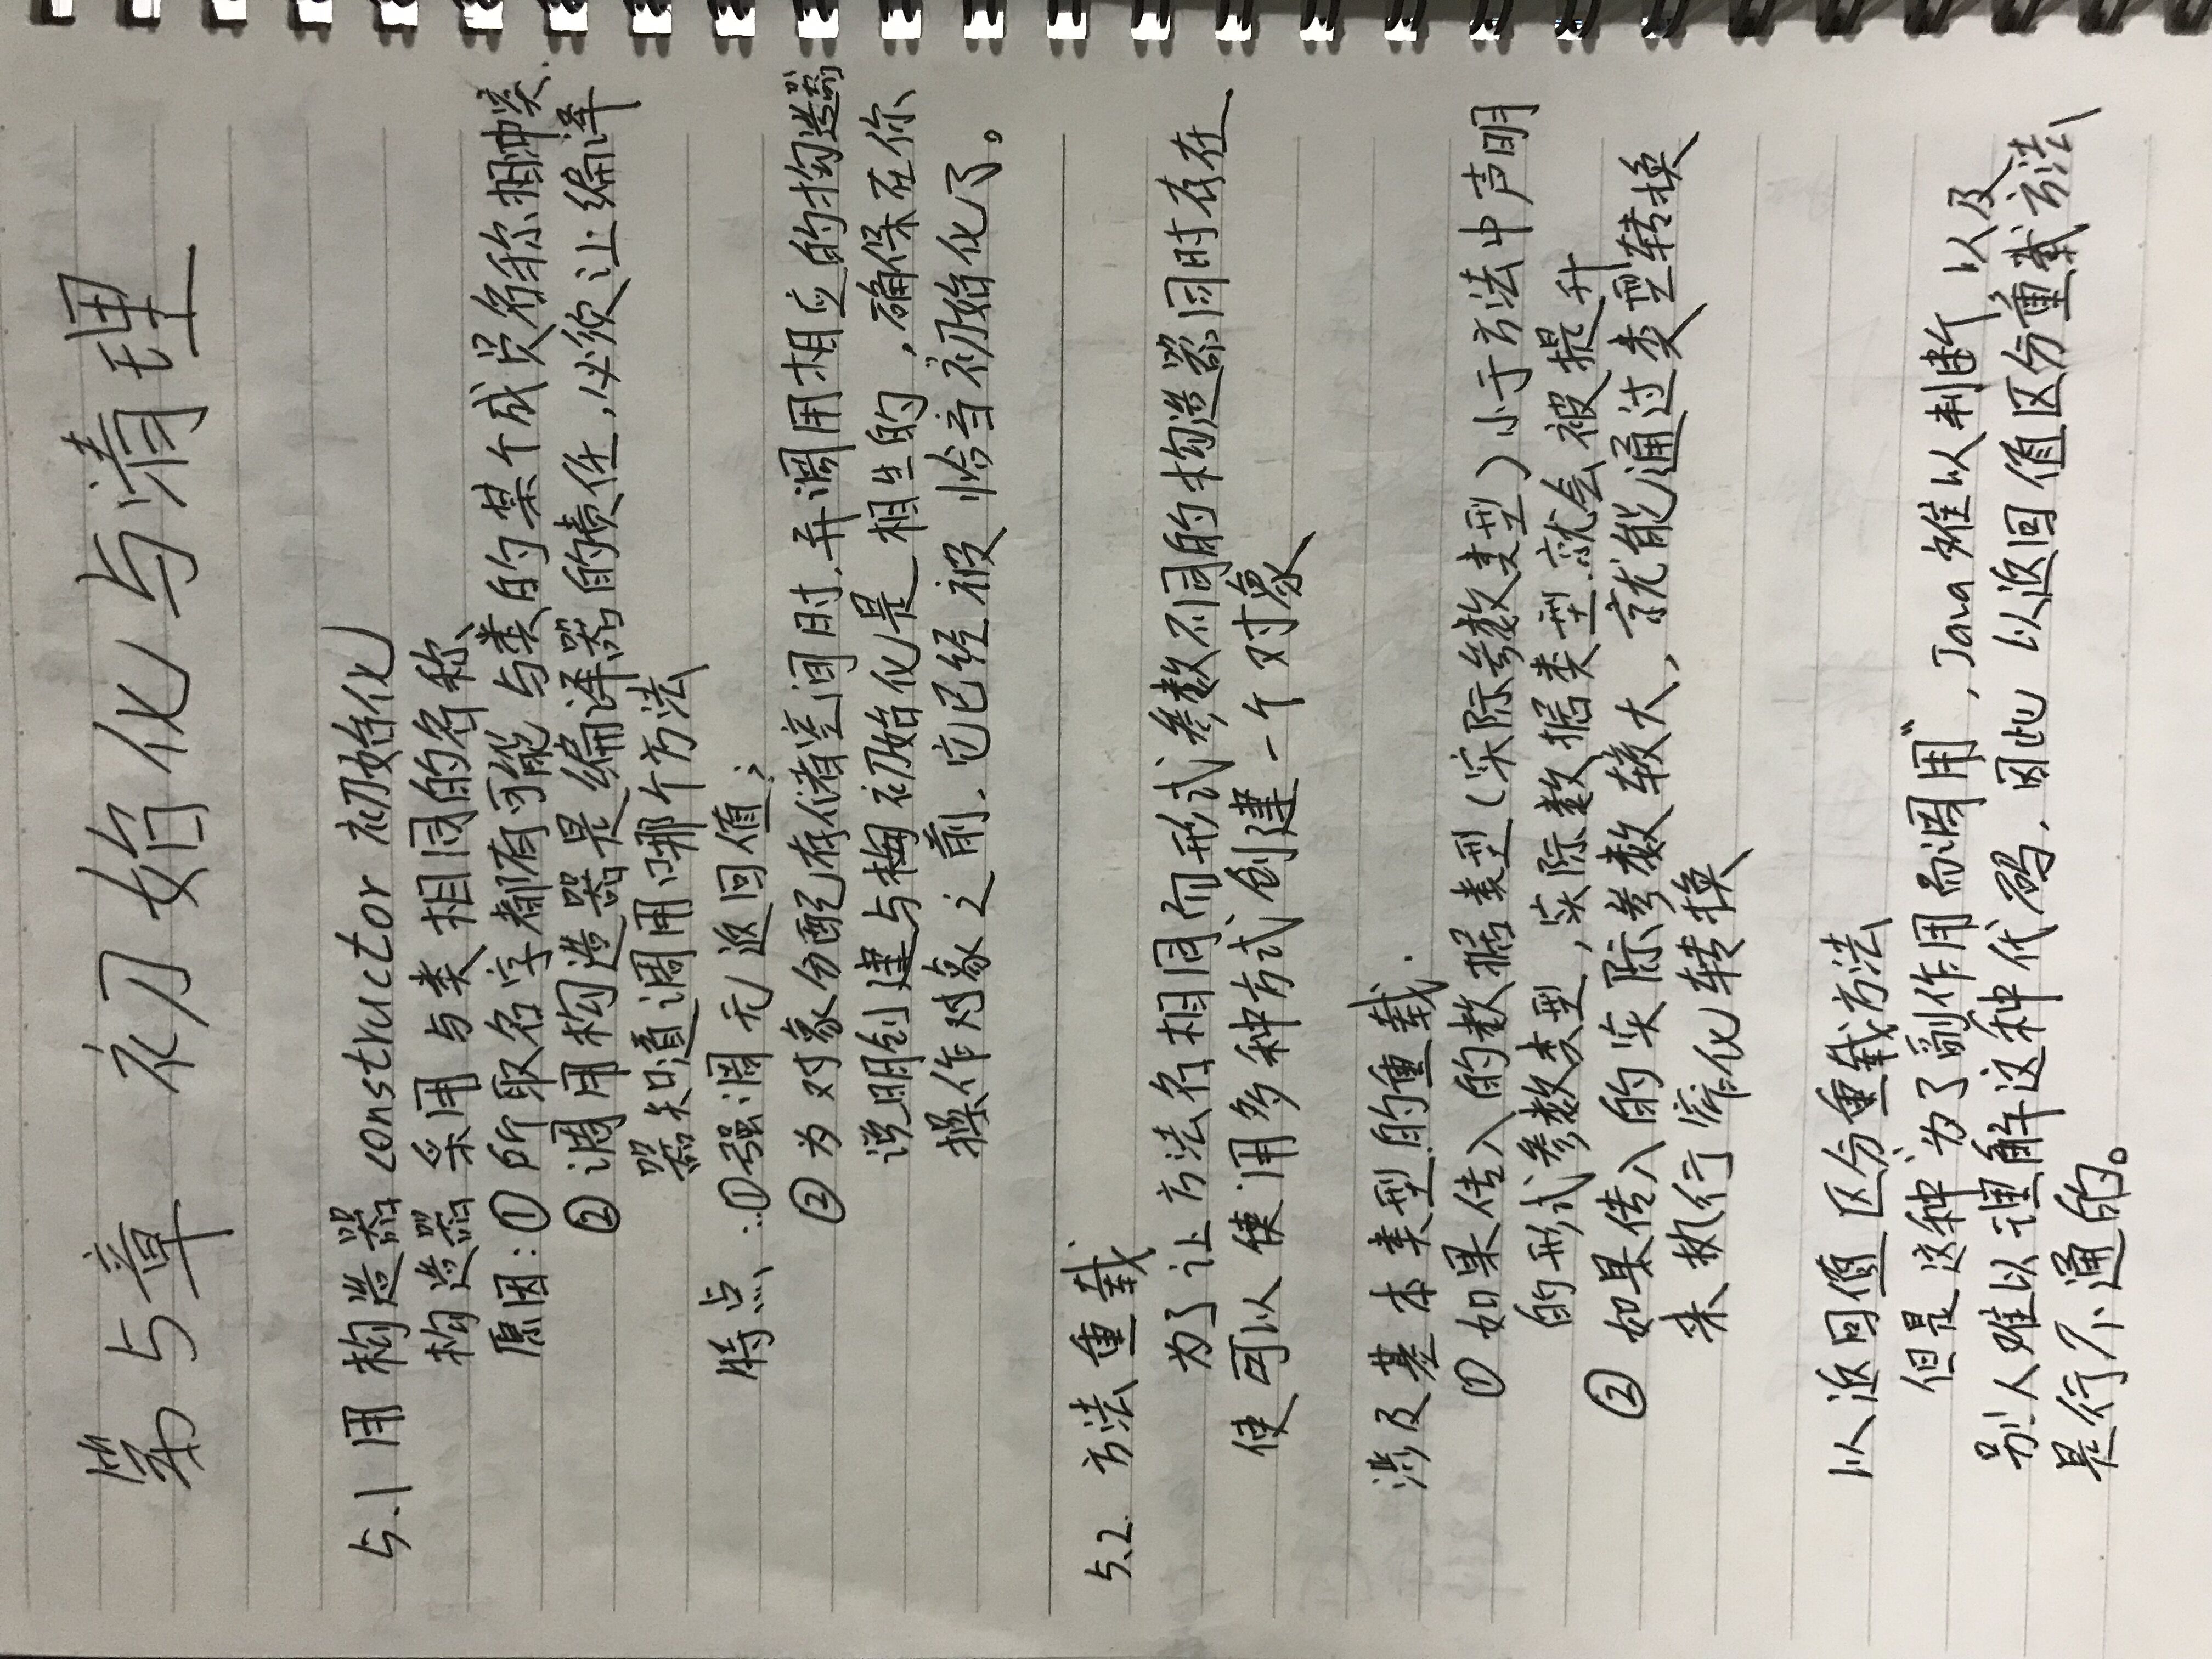 第5章 初始化与清理
5.1 用构造器 constructor 初始化
构造器采用与类相同的名称、
原因:① 所取名字都有可能与类的某个成员名称相冲突.
② 调用构造器是编译器的责任,必须让编译
器知道调用哪个方法
特点:①强调无返回值;
② 为对象分配存储空间时,并调用相应的构造器
说明创建与初始化是相生的,确保在你
操作对象之前,它已经被恰当初始化了。
5.2. 方法重载
为了让方法名相同而形式参数不同的构造器同时存在
使可以使用多种方式创建一个对象
涉及基本类型的重载.
① 如果传入的数据类型(实际参数类型)小于方法中声明
的形式参数类型,实际数据类型就会被提升
② 如果传入的实际参数较大,就能通过类型转换
来执行窄化转换
以返回值区分重载方法
但是这种“为了副作用而调用”,Java难以判断,以及
别人难以理解这种代码,因此以返回值区分重载方法
是行不通的。